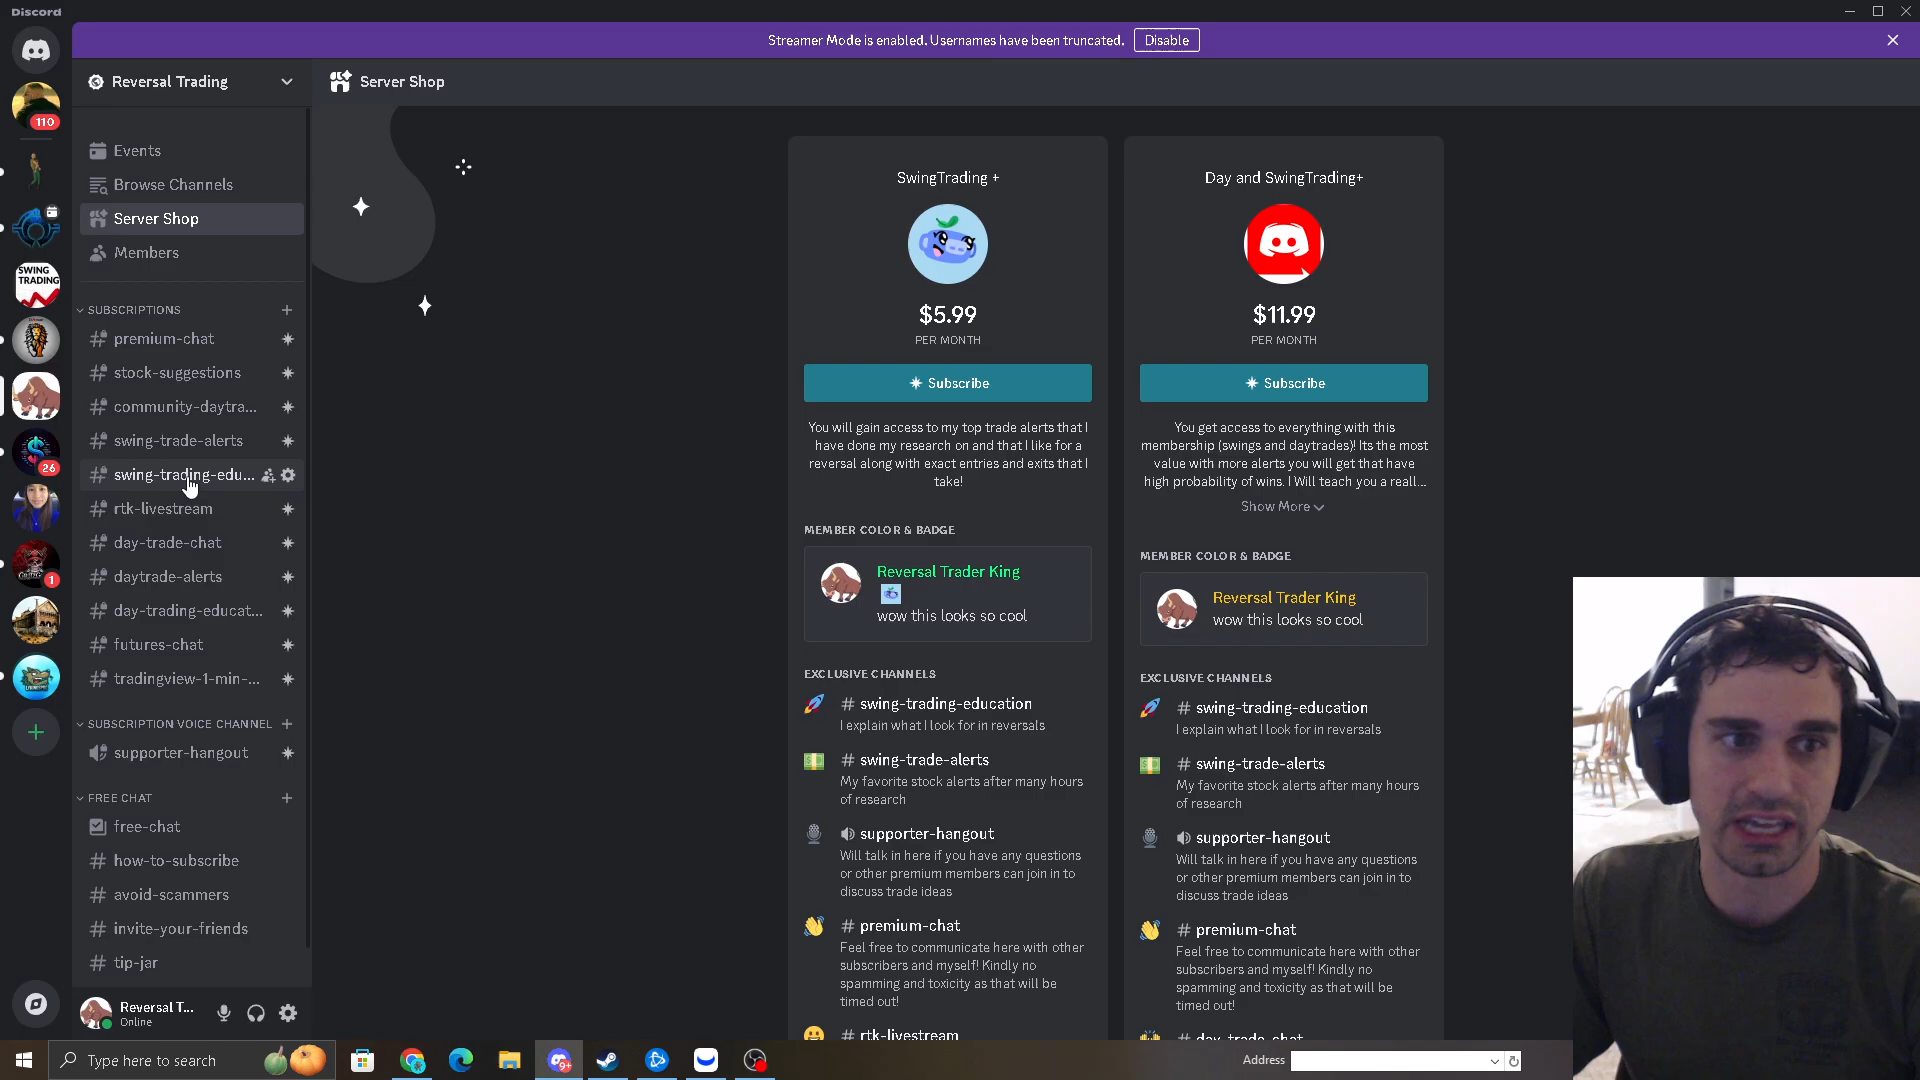 Discord
Streamer Mode is enabled. Usernames have been truncated.
Disable
Reversal Trading
Server Shop
110
Events
Browse Channels
Server Shop
Members
SWING
TRADING
SUBSCRIPTIONS
premium-chat
stock-suggestions
community-daytra...
swing-trade-alerts
26
swing-trading-edu...
rtk-livestream
day-trade-chat
daytrade-alerts
1
day-trading-educat...
futures-chat
tradingview-1-min-...
SUBSCRIPTION VOICE CHANNEL
supporter-hangout
FREE CHAT
free-chat
how-to-subscribe
avoid-scammers
invite-your-friends
tip-jar
Reversal T...
Online
SwingTrading +
$5.99
PER MONTH
Subscribe
You will gain access to my top trade alerts that I
have done my research on and that I like for a
reversal along with exact entries and exits that I
take!
MEMBER COLOR & BADGE
Reversal Trader King
wow this looks so cool
EXCLUSIVE CHANNELS
# swing-trading-education
I explain what I look for in reversals
# swing-trade-alerts
My favorite stock alerts after many hours
of research
supporter-hangout
Will talk in here if you have any questions
or other premium members can join in to
discuss trade ideas
# premium-chat
Feel free to communicate here with other
subscribers and myself! Kindly no
spamming and toxicity as that will be
timed out!
# rtk-livestream
Day and SwingTrading+
$11.99
PER MONTH
Subscribe
You get access to everything with this
membership (swings and daytrades)! Its the most
value with more alerts you will get that have
high probability of wins. I Will teach you a reall...
Show More
MEMBER COLOR & BADGE
Reversal Trader King
wow this looks so cool
EXCLUSIVE CHANNELS
# swing-trading-education
I explain what I look for in reversals
# swing-trade-alerts
My favorite stock alerts after many hours
of research
supporter-hangout
Will talk in here if you have any questions
or other premium members can join in to
discuss trade ideas
# premium-chat
Feel free to communicate here with other
subscribers and myself! Kindly no
spamming and toxicity as that will be
timed out!
# day-trade-chat
Type here to search
9+
Address